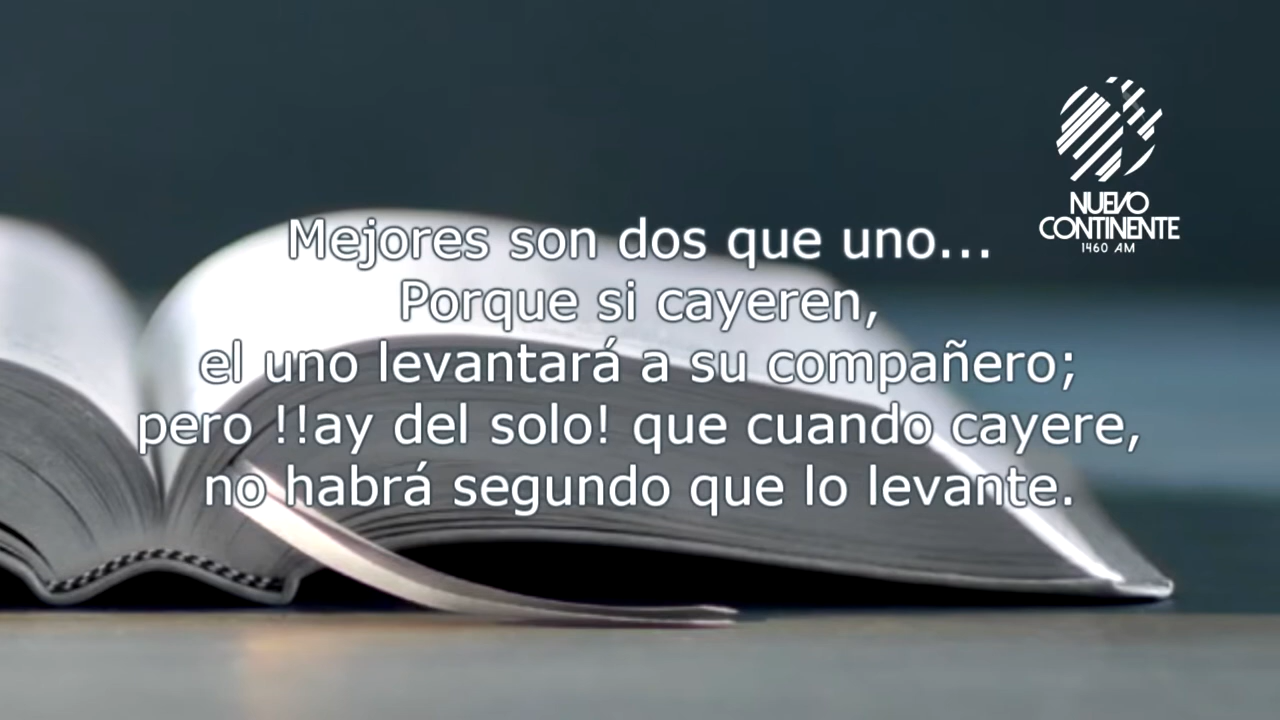 NUEVO
CONTINENTE
1460 AM
Mejores son dos que uno...
Porque si cayeren,
el uno levantará a su compañero;
pero !!ay del solo! que cuando cayere,
no habrá segundo que lo levante.